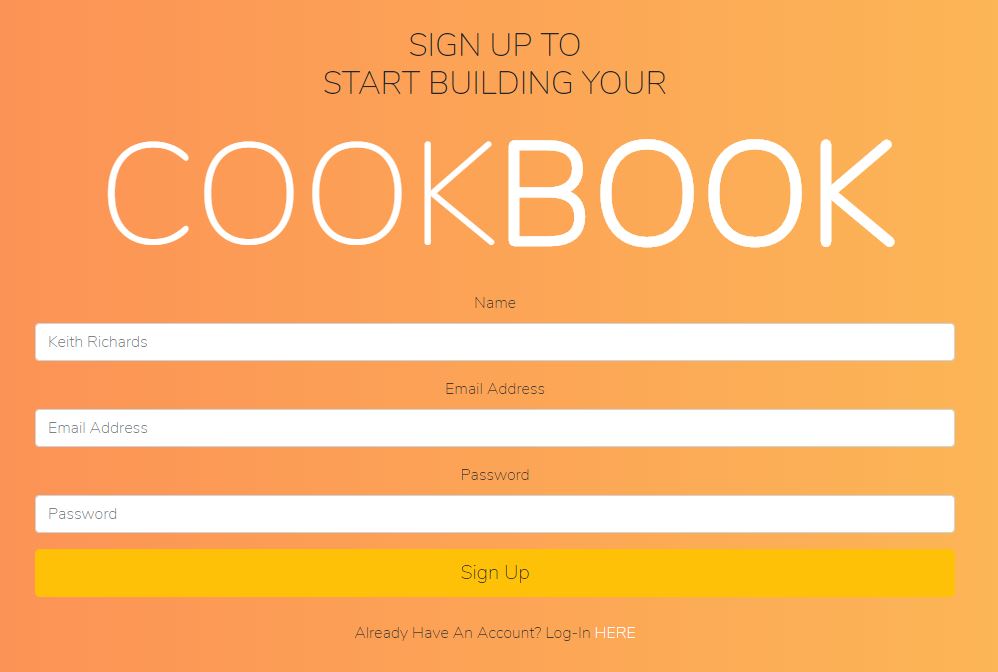 SIGN UP TO
START BUILDING YOUR
COOKBOOK
Name
Keith Richards
Email Address
Email Address
Password
Password
Sign Up
Already Have An Account? Log-In HERE